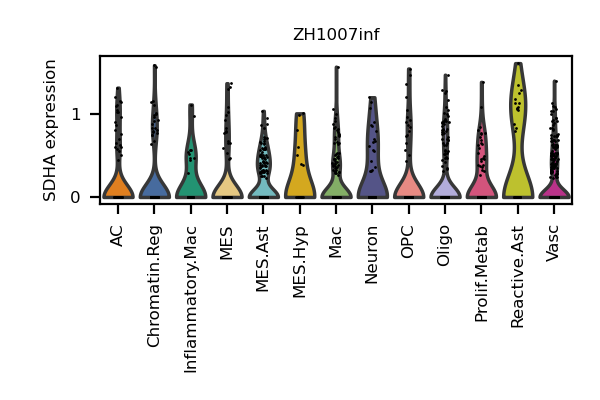 ZH1007inf
SDHA expression
1
0
AC
Chromatin.Reg
Inflammatory.Mac
MES
MES.Ast
MES.Hyp
Mac
Neuron
OPC
Oligo
Prolif.Metab
Reactive.Ast
Vasc